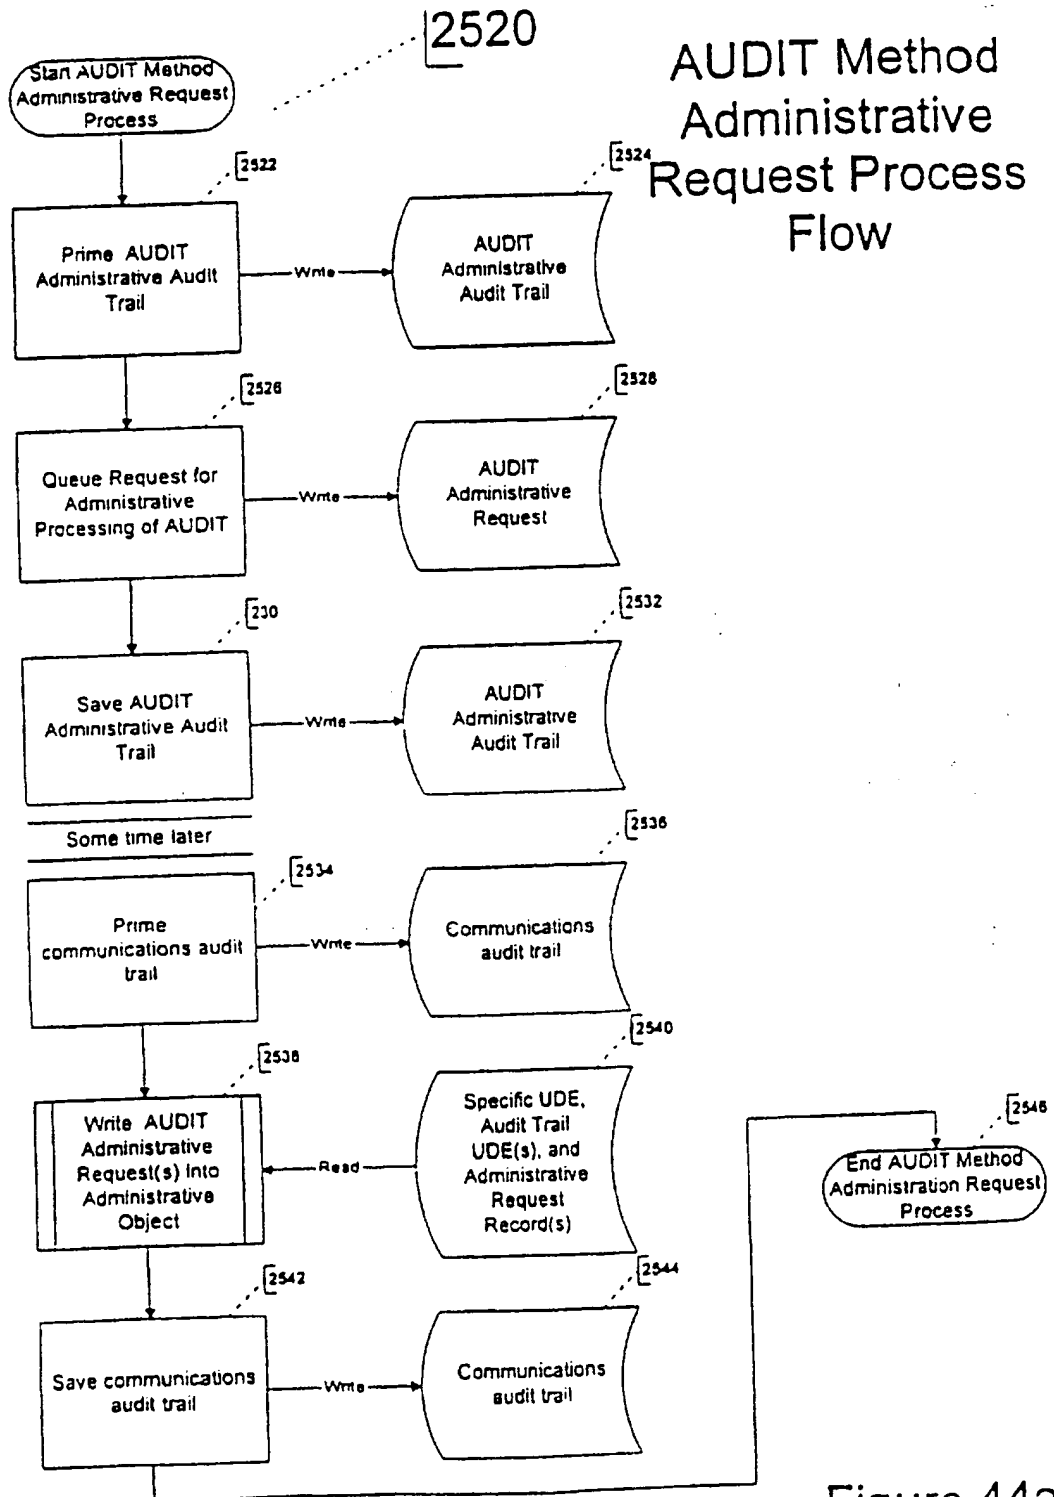 2520
AUDIT Method
Administrative
Request Process
Flow
Start AUDIT Method
Administrative Request
Process
2522
Prime AUDIT
Administrative Audit
Trail
Write
2524
AUDIT
Administrative
Audit Trail
2526
Queue Request for
Administrative
Processing of AUDIT
Write
2528
AUDIT
Administrative
Request
230
Save AUDIT
Administrative Audit
Trail
Write
2532
AUDIT
Administrative
Audit Trail
Some time later
2534
Prime
communications audit
trail
Write
2536
Communications
audit trail
2538
Write AUDIT
Administrative
Request(s) Into
Administrative
Object
Read
2540
Specific UDE,
Audit Trail
UDE(s), and
Administrative
Request
Record(s)
2546
End AUDIT Method
Administration Request
Process
2542
Save communications
audit trail
Write
2544
Communications
audit trail
Figure 44a